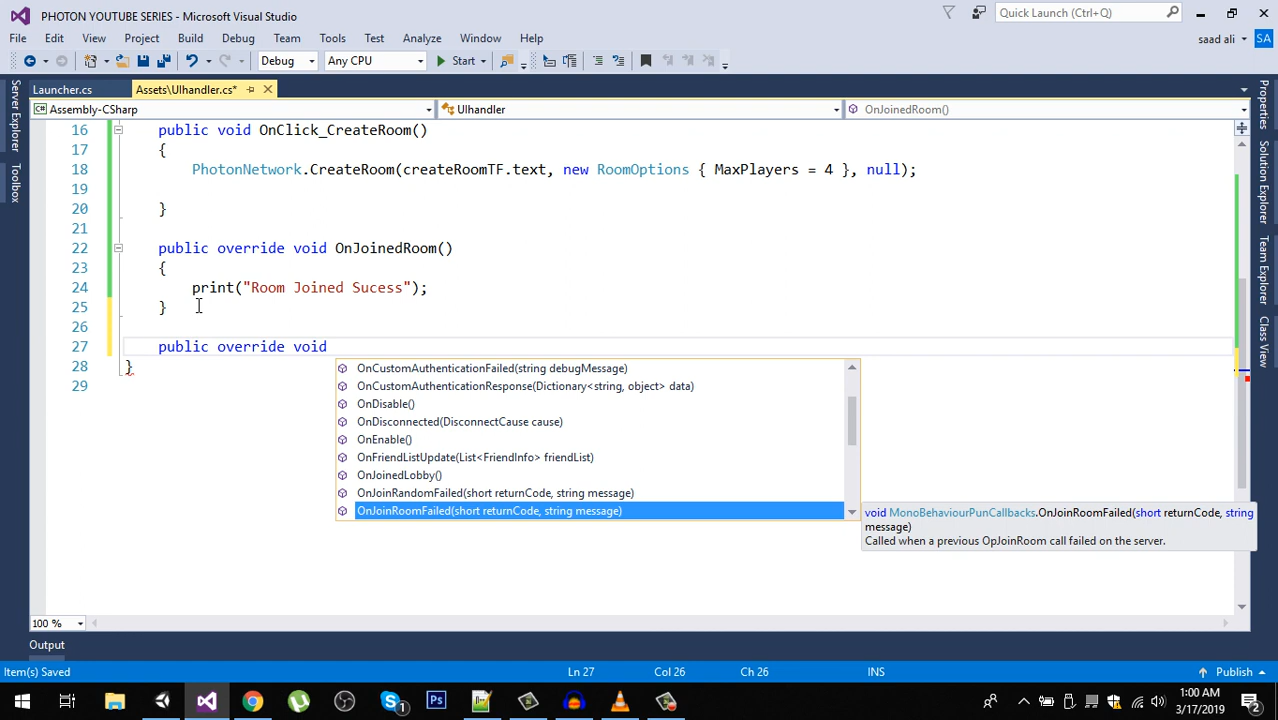 PHOTON YOUTUBE SERIES - Microsoft Visual Studio
Quick Launch (Ctrl+Q)
File Edit View Project Build Debug Team Tools Test Analyze Window Help
saad ali SA
Debug Any CPU Start
Launcher.cs Assets\UIhandler.cs*
Assembly-CSharp UIhandler OnJoinedRoom()
Server Explorer
Toolbox
Properties
Solution Explorer
Team Explorer
Class View
16 public void OnClick_CreateRoom()
17 {
18 PhotonNetwork.CreateRoom(createRoomTF.text, new RoomOptions { MaxPlayers = 4 }, null);
19
20 }
21
22 public override void OnJoinedRoom()
23 {
24 print("Room Joined Sucess");
25 }
26
27 public override void
28 }
29
OnCustomAuthenticationFailed(string debugMessage)
OnCustomAuthenticationResponse(Dictionary<string, object> data)
OnDisable()
OnDisconnected(DisconnectCause cause)
OnEnable()
OnFriendListUpdate(List<FriendInfo> friendList)
OnJoinedLobby()
OnJoinRandomFailed(short returnCode, string message)
OnJoinRoomFailed(short returnCode, string message)
void MonoBehaviourPunCallbacks.OnJoinRoomFailed(short returnCode, string
message)
Called when a previous OpJoinRoom call failed on the server.
100 %
Output
Item(s) Saved Ln 27 Col 26 Ch 26 INS Publish
1:00 AM
3/17/2019